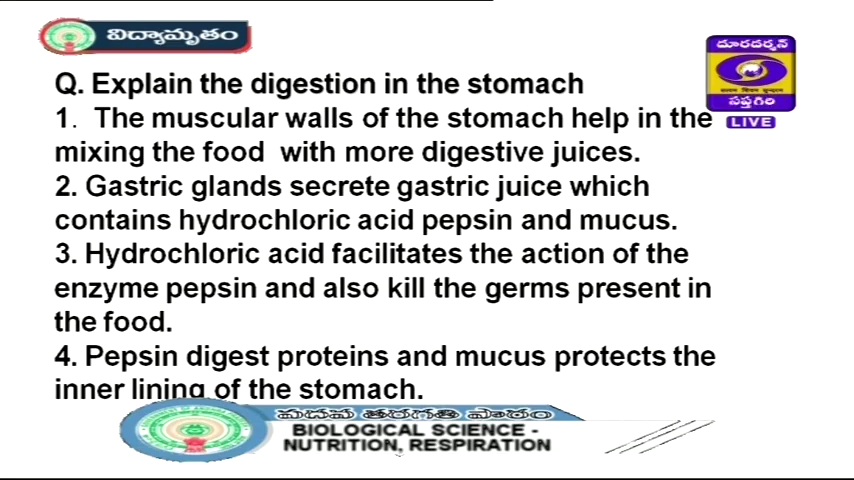 విద్యామృతం
దూరదర్శన్
Q. Explain the digestion in the stomach
1. The muscular walls of the stomach help in the
mixing the food with more digestive juices.
సప్తగిరి
LIVE
2. Gastric glands secrete gastric juice which
contains hydrochloric acid pepsin and mucus.
3. Hydrochloric acid facilitates the action of the
enzyme pepsin and also kill the germs present in
the food.
4. Pepsin digest proteins and mucus protects the
inner lining of the stomach.
పదవ తరగతి పాఠం
BIOLOGICAL SCIENCE -
NUTRITION, RESPIRATION